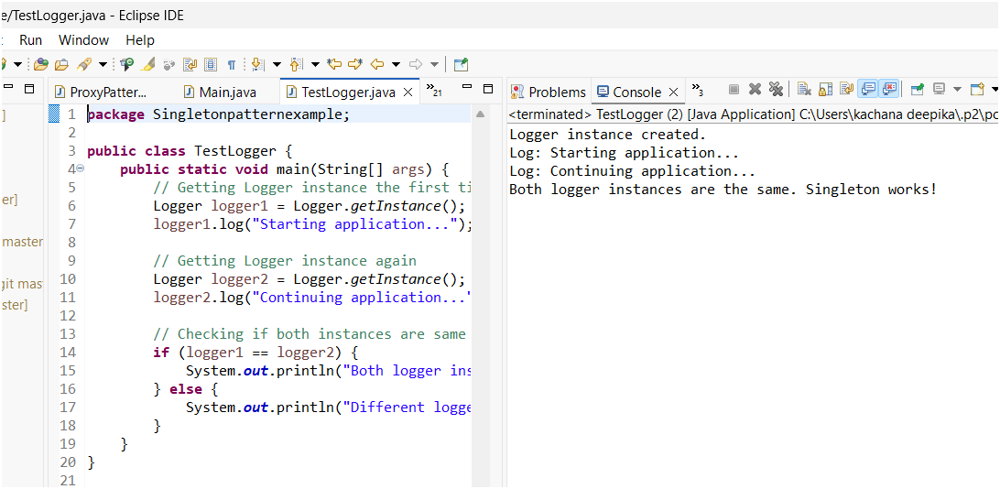 e/TestLogger.java - Eclipse IDE
Run Window Help
ProxyPatter...
Main.java
TestLogger.java
21
Problems
Console
3
<terminated> TestLogger (2) [Java Application] C:\Users\kachana deepika\.p2\po
1 package Singletonpatternexample;
2
3 public class TestLogger {
4 public static void main(String[] args) {
5 // Getting Logger instance the first ti
6 Logger logger1 = Logger.getInstance();
7 logger1.log("Starting application...");
8
9 // Getting Logger instance again
10 Logger logger2 = Logger.getInstance();
11 logger2.log("Continuing application..."
12
13 // Checking if both instances are same
14 if (logger1 == logger2) {
15 System.out.println("Both logger ins
16 } else {
17 System.out.println("Different logge
18 }
19 }
20 }
21
Logger instance created.
Log: Starting application...
Log: Continuing application...
Both logger instances are the same. Singleton works!
]
er]
master
git mas
ster]